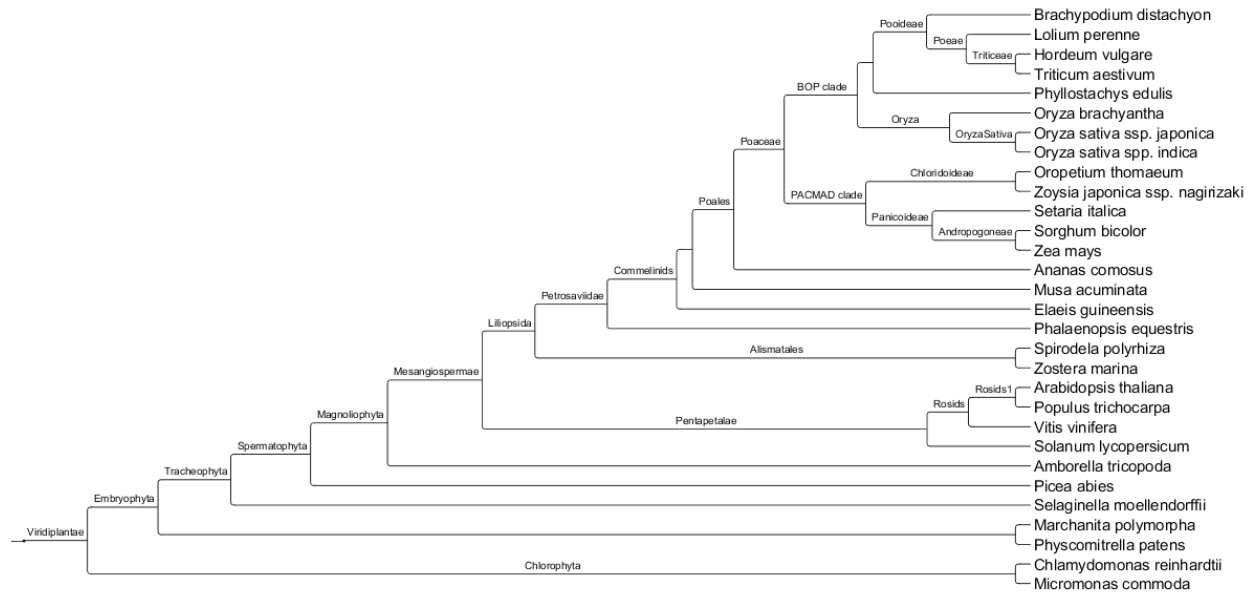 Brachypodium distachyon
Pooideae
Lolium perenne
Poeae
Hordeum vulgare
Triticeae
Triticum aestivum
BOP clade
Phyllostachys edulis
Oryza brachyantha
Oryza
Oryza sativa ssp. japonica
OryzaSativa
Poaceae
Oryza sativa spp. indica
Oropetium thomaeum
Chloridoideae
Zoysia japonica ssp. nagirizaki
PACMAD clade
Setaria italica
Poales
Panicoideae
Sorghum bicolor
Andropogoneae
Zea mays
Ananas comosus
Commelinids
Musa acuminata
Petrosaviidae
Elaeis guineensis
Liliopsida
Phalaenopsis equestris
Spirodela polyrhiza
Alismatales
Zostera marina
Mesangiospermae
Arabidopsis thaliana
Rosids1
Populus trichocarpa
Rosids
Magnoliophyta
Pentapetalae
Vitis vinifera
Solanum lycopersicum
Spermatophyta
Amborella tricopoda
Tracheophyta
Picea abies
Embryophyta
Selaginella moellendorffii
Marchanita polymorpha
Viridiplantae
Physcomitrella patens
Chlorophyta
Chlamydomonas reinhardtii
Micromonas commoda